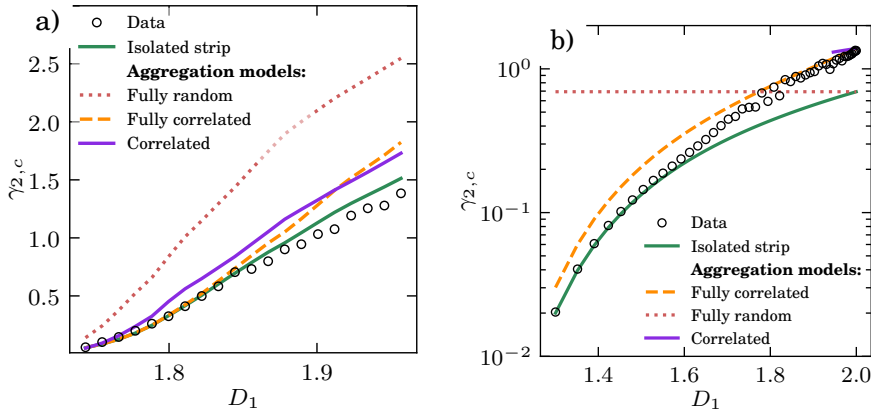 a)
Data
Isolated strip
Aggregation models:
Fully random
Fully correlated
Correlated
2.5
2.0
1.5
1.0
0.5
γ2,c
1.8
1.9
D1
b)
10^0
10^−1
10^−2
γ2,c
Data
Isolated strip
Aggregation models:
Fully correlated
Fully random
Correlated
1.4
1.6
1.8
2.0
D1